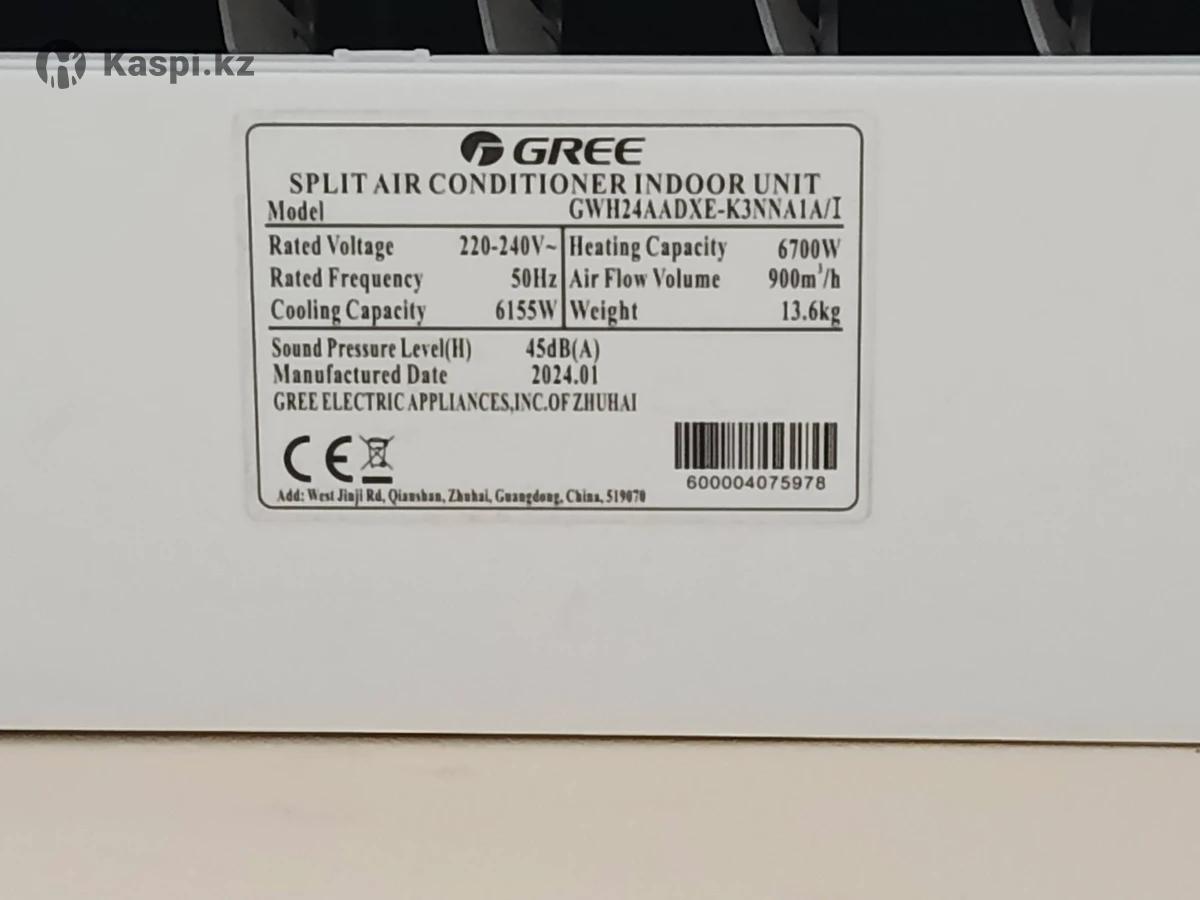 Kaspi.kz
GREE
SPLIT AIR CONDITIONER INDOOR UNIT
Model GWH24AADXE-K3NNA1A/I
Rated Voltage 220-240V~ Heating Capacity 6700W
Rated Frequency 50Hz Air Flow Volume 900m³/h
Cooling Capacity 6155W Weight 13.6kg
Sound Pressure Level(H) 45dB(A)
Manufactured Date 2024.01
GREE ELECTRIC APPLIANCES,INC.OF ZHUHAI
CE
600004075978
Add: West Jinji Rd, Qianshan, Zhuhai, Guangdong, China, 519070